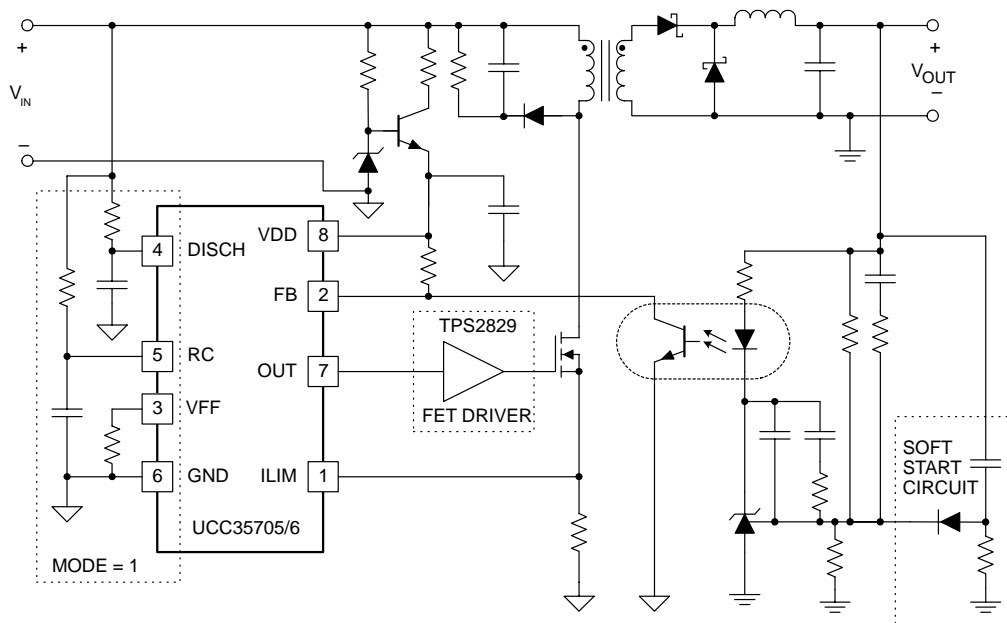 +
+
V_IN
V_OUT
−
−
4 DISCH
VDD 8
FB 2
TPS2829
5 RC
OUT 7
3 VFF
FET DRIVER
6 GND
ILIM 1
UCC35705/6
MODE = 1
SOFT
START
CIRCUIT